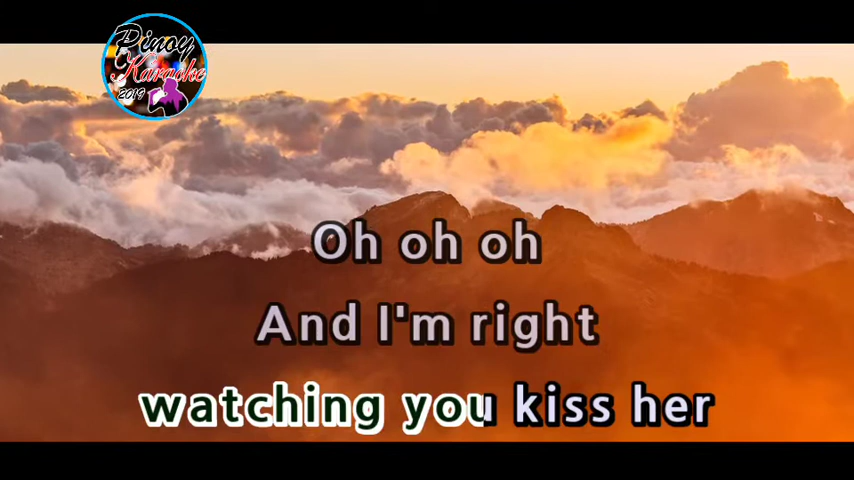 Pinoy
Karaoke
2019
Oh oh oh
And I'm right
watching you kiss her